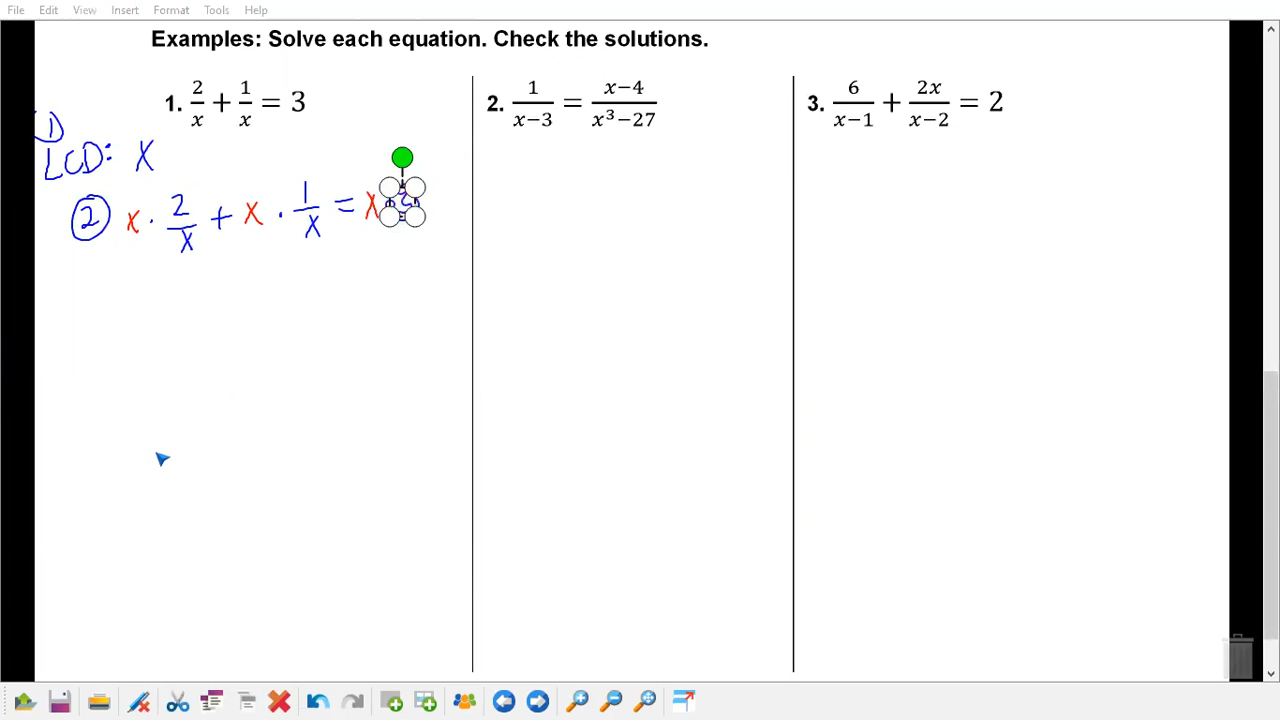 File Edit View Insert Format Tools Help
Examples: Solve each equation. Check the solutions.
1. 2/x + 1/x = 3
2. 1/(x−3) = (x−4)/(x³−27)
3. 6/(x−1) + 2x/(x−2) = 2
1)
LCD: x
② x · 2/x + x · 1/x = x